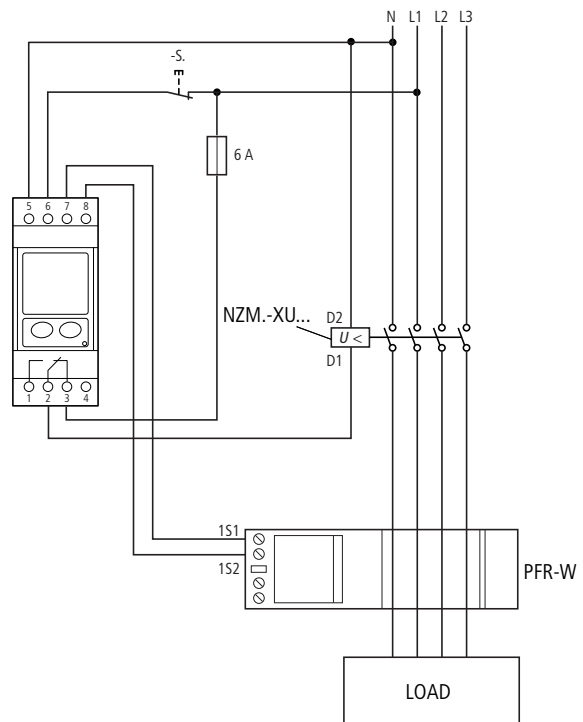 N L1 L2 L3
-S.
6 A
5 6 7 8
NZM.-XU...
D2
U <
D1
1 2 3 4
1S1
1S2
PFR-W
LOAD